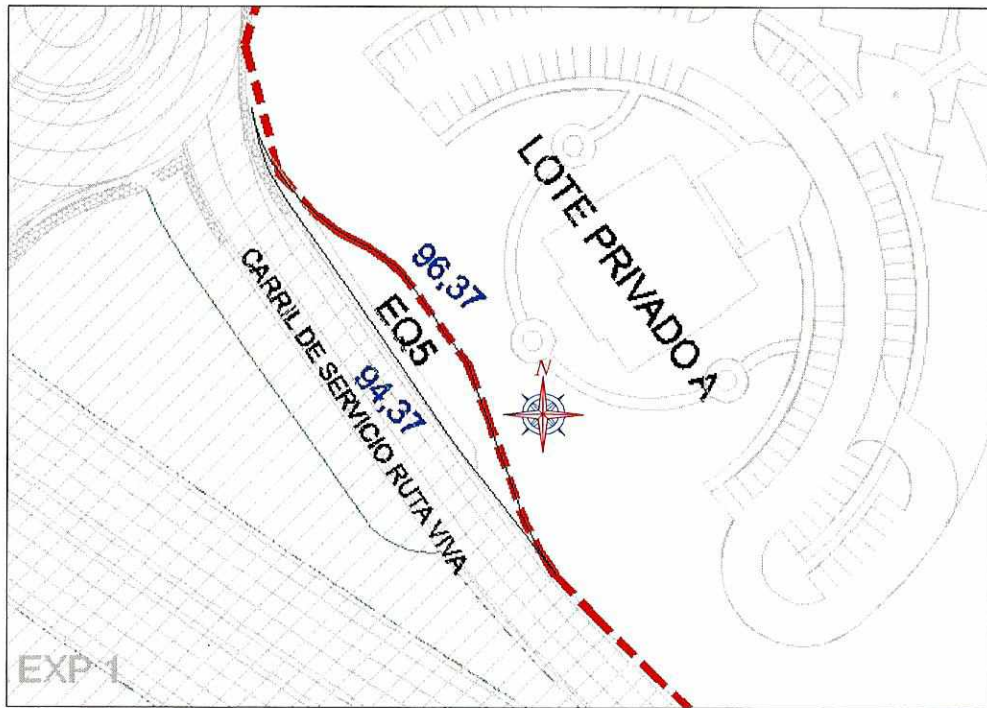 LOTE PRIVADO A
96,37
EQ5
94,37
CARRIL DE SERVICIO RUTA VIVA
N
EXP 1